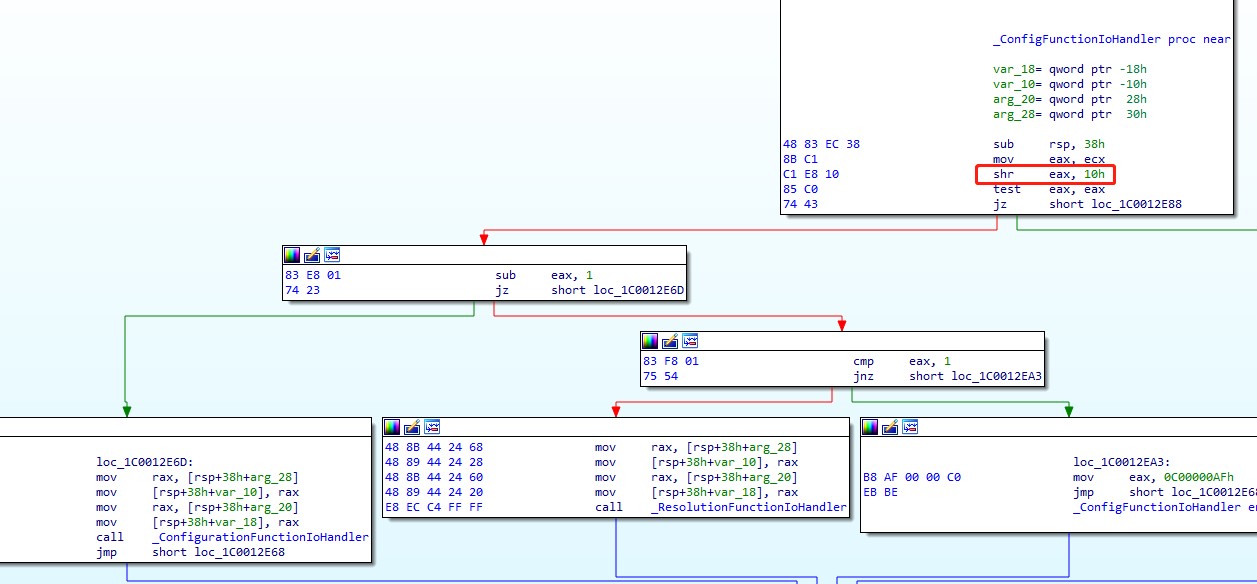 _ConfigFunctionIoHandler proc near
var_18= qword ptr -18h
var_10= qword ptr -10h
arg_20= qword ptr  28h
arg_28= qword ptr  30h
48 83 EC 38 sub rsp, 38h
8B C1 mov eax, ecx
C1 E8 10 shr eax, 10h
85 C0 test eax, eax
74 43 jz short loc_1C0012E88
83 E8 01 sub eax, 1
74 23 jz short loc_1C0012E6D
83 F8 01 cmp eax, 1
75 54 jnz short loc_1C0012EA3
loc_1C0012E6D:
mov rax, [rsp+38h+arg_28]
mov [rsp+38h+var_10], rax
mov rax, [rsp+38h+arg_20]
mov [rsp+38h+var_18], rax
call _ConfigurationFunctionIoHandler
jmp short loc_1C0012E68
48 8B 44 24 68 mov rax, [rsp+38h+arg_28]
48 89 44 24 28 mov [rsp+38h+var_10], rax
48 8B 44 24 60 mov rax, [rsp+38h+arg_20]
48 89 44 24 20 mov [rsp+38h+var_18], rax
E8 EC C4 FF FF call _ResolutionFunctionIoHandler
loc_1C0012EA3:
B8 AF 00 00 C0 mov eax, 0C00000AFh
EB BE jmp short loc_1C0012E68
_ConfigFunctionIoHandler